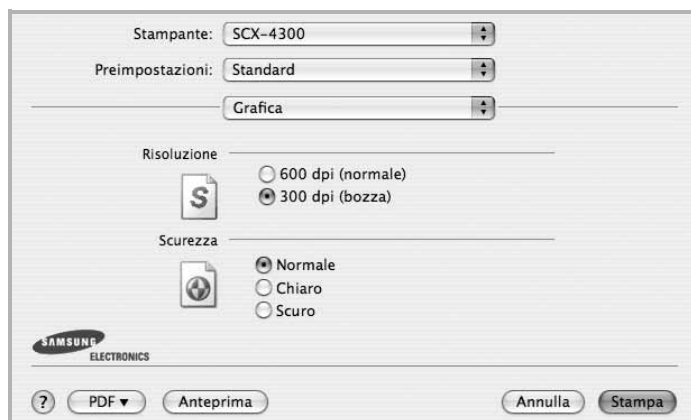 Stampante: SCX-4300
Preimpostazioni: Standard
Grafica
Risoluzione
600 dpi (normale)
S
300 dpi (bozza)
Scurezza
Normale
Chiaro
Scuro
SAMSUNG
ELECTRONICS
? PDF▼ Anteprima Annulla Stampa